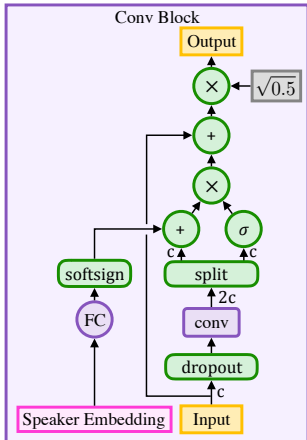 Conv Block
Output
×
√0.5
+
×
+
σ
c
c
softsign
split
2c
FC
conv
dropout
c
Speaker Embedding
Input